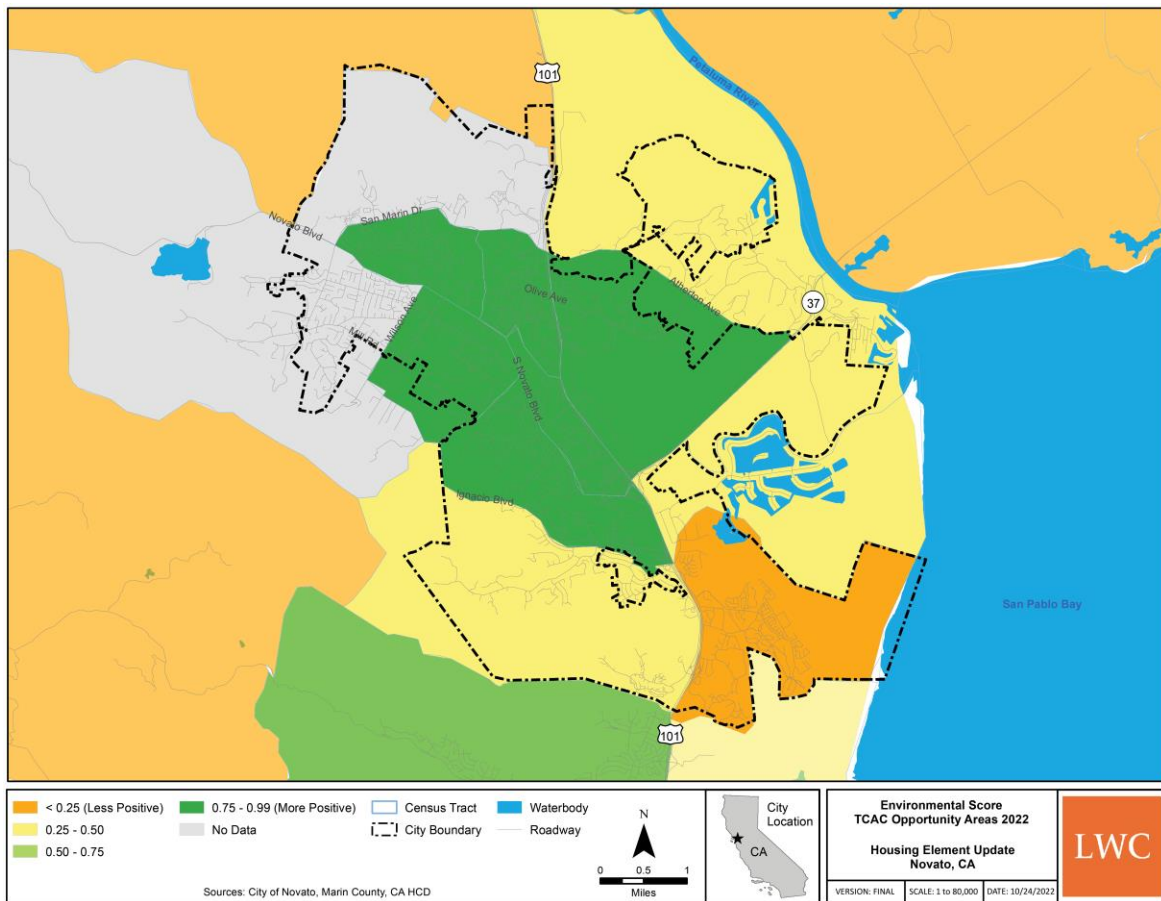 101
Petaluma River
San Marin Dr
Novato Blvd
Olive Ave
Atherton Ave
37
Wilson Ave
Mill Rd
S Novato Blvd
Ignacio Blvd
San Pablo Bay
101
< 0.25 (Less Positive)
0.25 - 0.50
0.50 - 0.75
0.75 - 0.99 (More Positive)
No Data
Census Tract
City Boundary
Waterbody
Roadway
Sources: City of Novato, Marin County, CA HCD
N
0 0.5 1
Miles
City
Location
CA
Environmental Score
TCAC Opportunity Areas 2022
Housing Element Update
Novato, CA
VERSION: FINAL
SCALE: 1 to 80,000
DATE: 10/24/2022
LWC